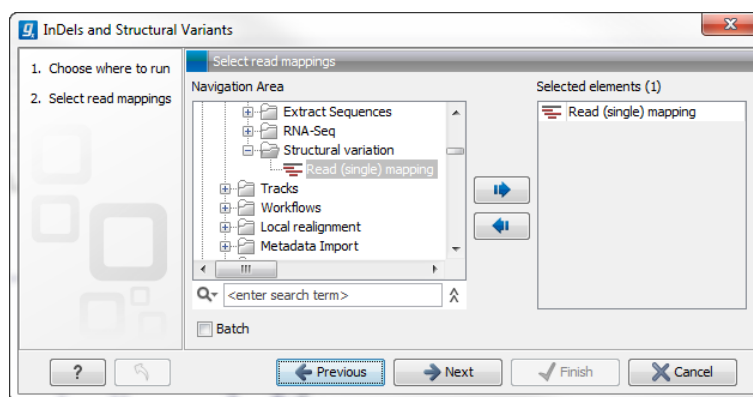 InDels and Structural Variants
1. Choose where to run
2. Select read mappings
Select read mappings
Navigation Area
Extract Sequences
RNA-Seq
Structural variation
Read (single) mapping
Tracks
Workflows
Local realignment
Metadata Import
<enter search term>
Batch
Selected elements (1)
Read (single) mapping
?
Previous
Next
Finish
Cancel